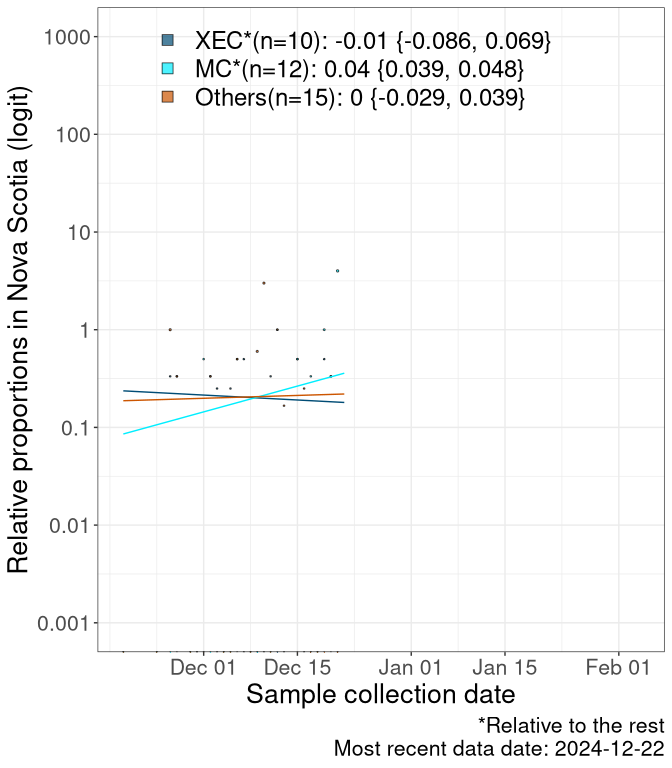 XEC*(n=10): -0.01 {-0.086, 0.069}
MC*(n=12): 0.04 {0.039, 0.048}
Others(n=15): 0 {-0.029, 0.039}
Relative proportions in Nova Scotia (logit)
1000
100
10
1
0.1
0.01
0.001
Dec 01 Dec 15 Jan 01 Jan 15 Feb 01
Sample collection date
*Relative to the rest
Most recent data date: 2024-12-22